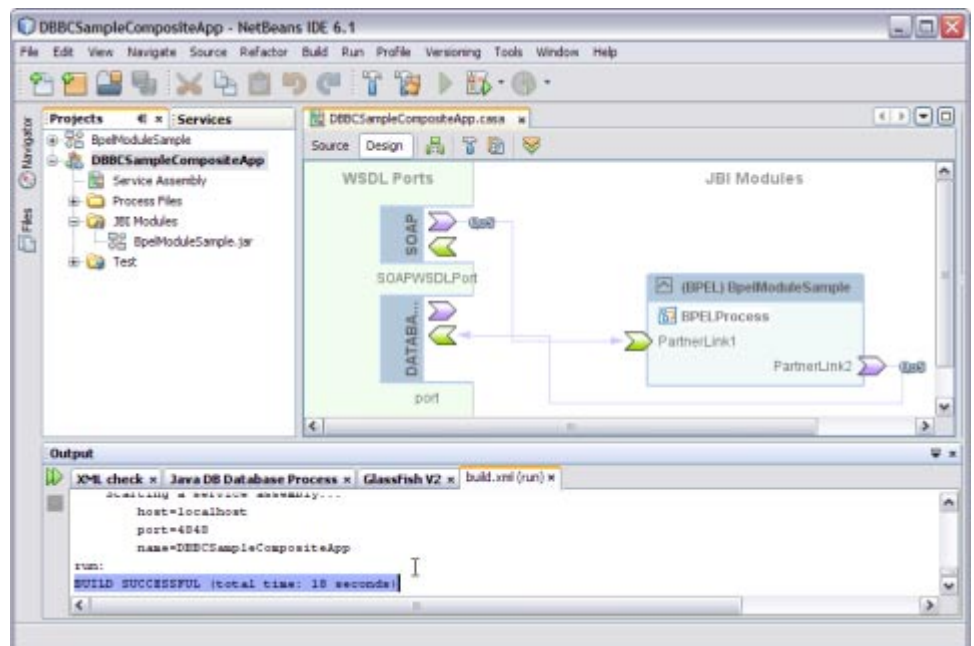 DBBCSampleCompositeApp - NetBeans IDE 6.1
File Edit View Navigate Source Refactor Build Run Profile Versioning Tools Window Help
Navigator
Files
Projects Services
BpelModuleSample
DBBCSampleCompositeApp
Service Assembly
Process Files
JBI Modules
BpelModuleSample.jar
Test
DBBCSampleCompositeApp.casa
Source Design
WSDL Ports
JBI Modules
SOAP
SOAPWSDLPort
DATABA...
port
(BPEL) BpelModuleSample
BPELProcess
PartnerLink1
PartnerLink2
Output
XML check Java DB Database Process GlassFish V2 build.xml (run)
Starting a service assembly...
host=localhost
port=4848
name=DBBCSampleCompositeApp
run:
BUILD SUCCESSFUL (total time: 18 seconds)